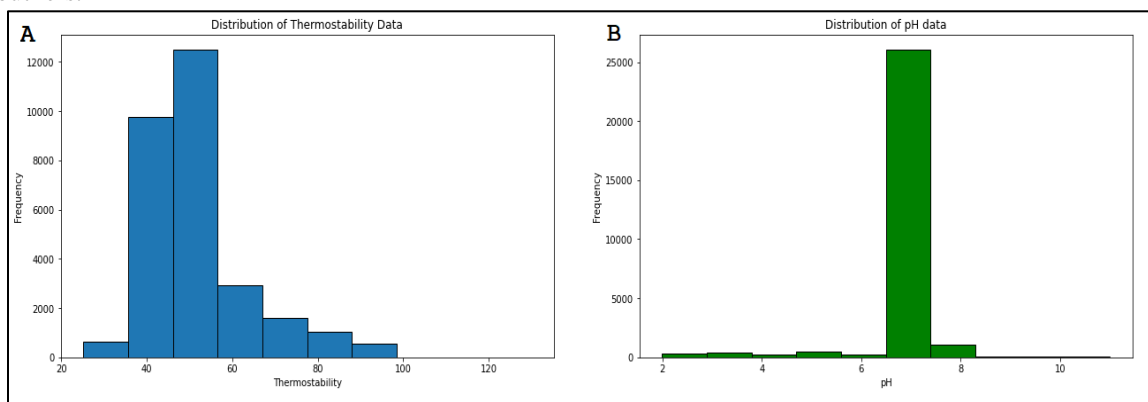 A
Distribution of Thermostability Data
Frequency
12000
10000
8000
6000
4000
2000
0
20 40 60 80 100 120
Thermostability
B
Distribution of pH data
Frequency
25000
20000
15000
10000
5000
0
2 4 6 8 10
pH